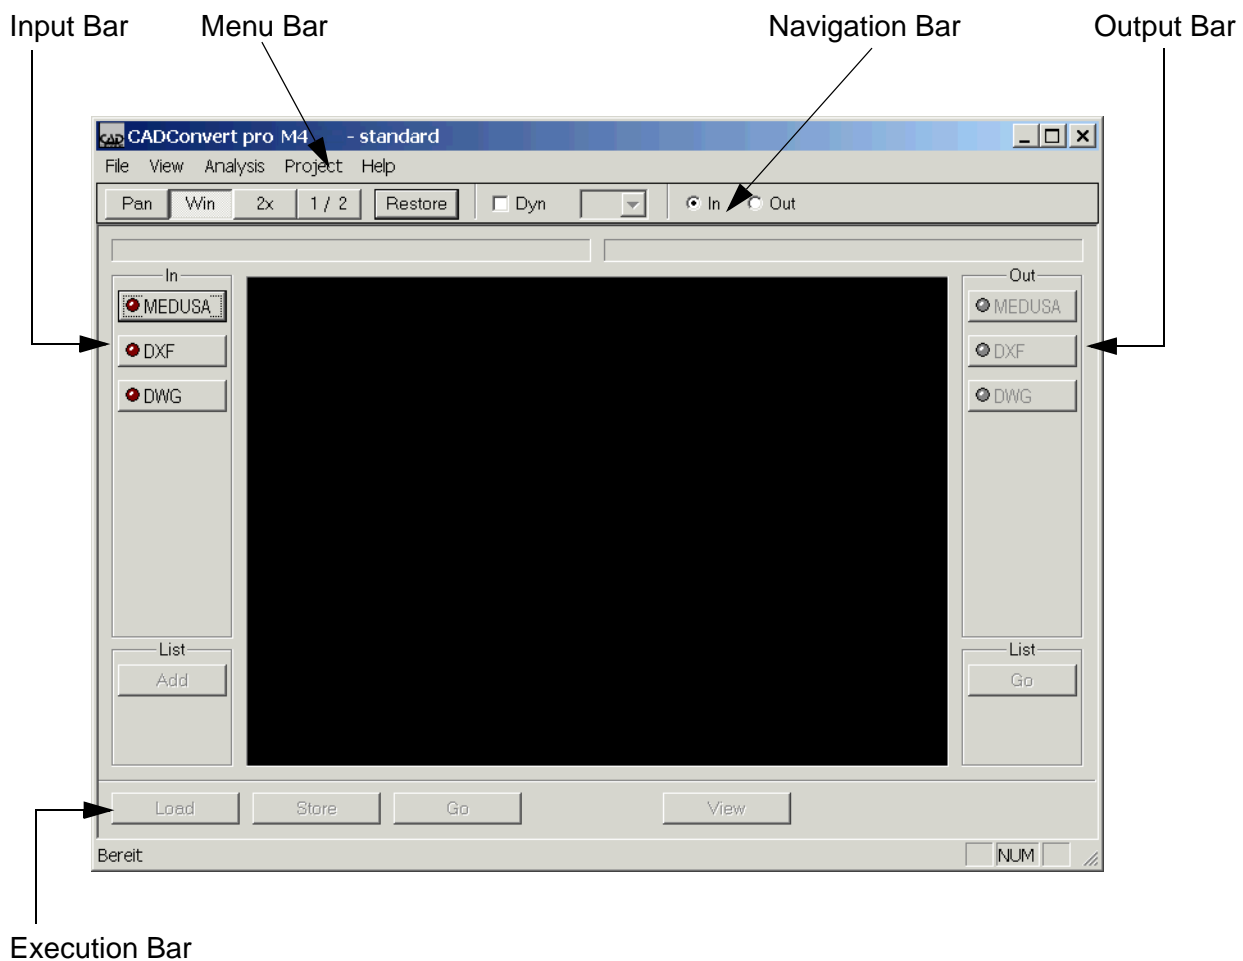 Input Bar Menu Bar Navigation Bar Output Bar
CAD CADConvert pro M4 - standard
File View Analysis Project Help
Pan Win 2x 1 / 2 Restore Dyn In Out
In Out
MEDUSA MEDUSA
DXF DXF
DWG DWG
List List
Add Go
Load Store Go View
Bereit NUM
Execution Bar